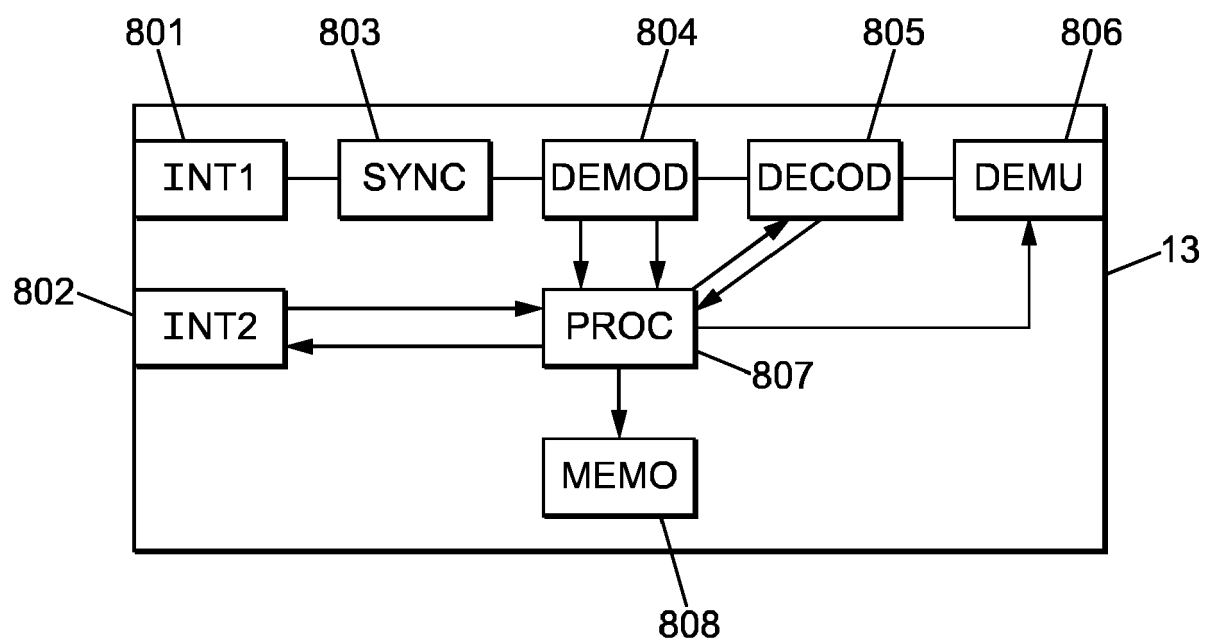 801 803 804 805 806
INT1 SYNC DEMOD DECOD DEMU
13
802
INT2 PROC
807
MEMO
808